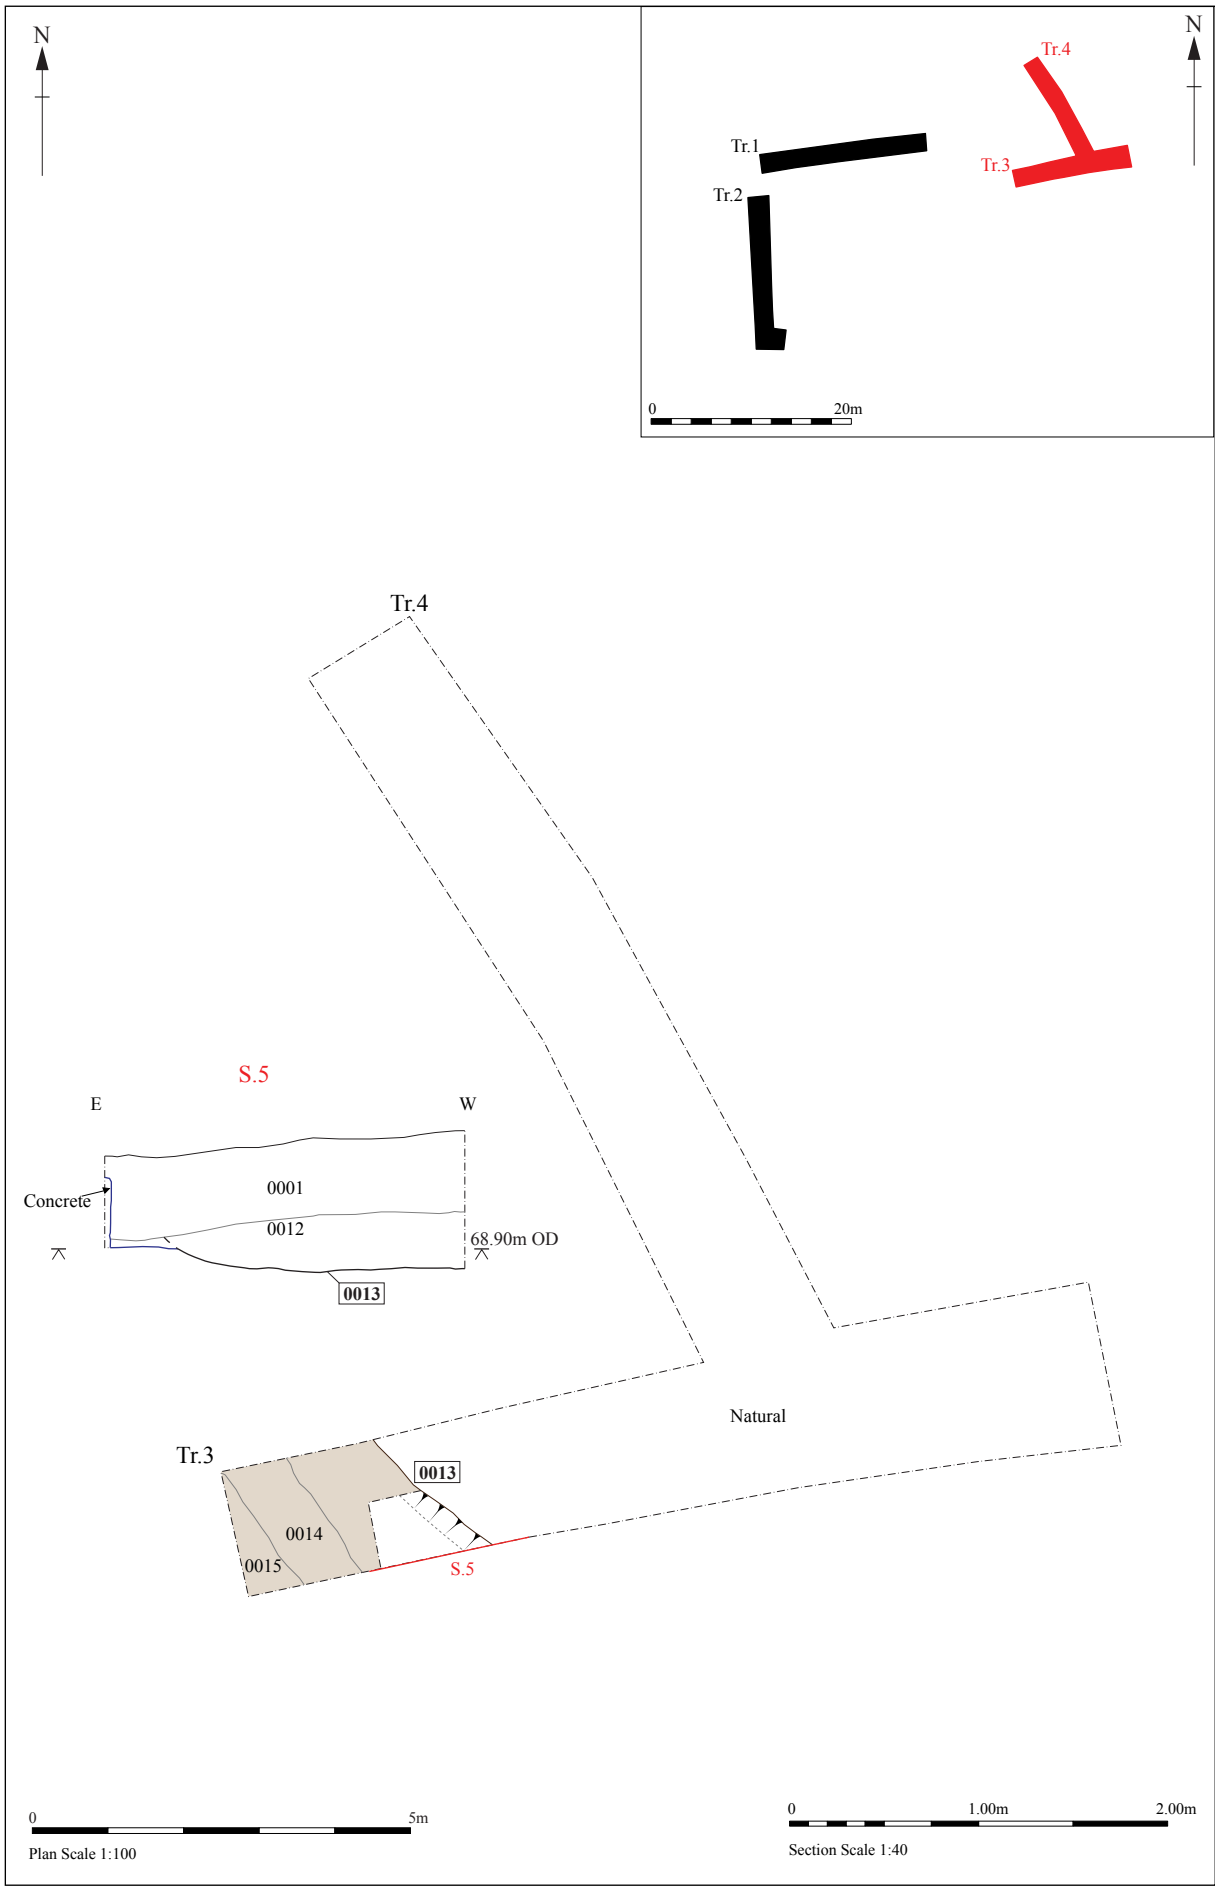 N
N
Tr.4
Tr.1
Tr.3
Tr.2
0 20m
Tr.4
S.5
E W
0001
Concrete
0012
68.90m OD
0013
Natural
Tr.3
0013
0014
0015
S.5
0 5m
Plan Scale 1:100
0 1.00m 2.00m
Section Scale 1:40